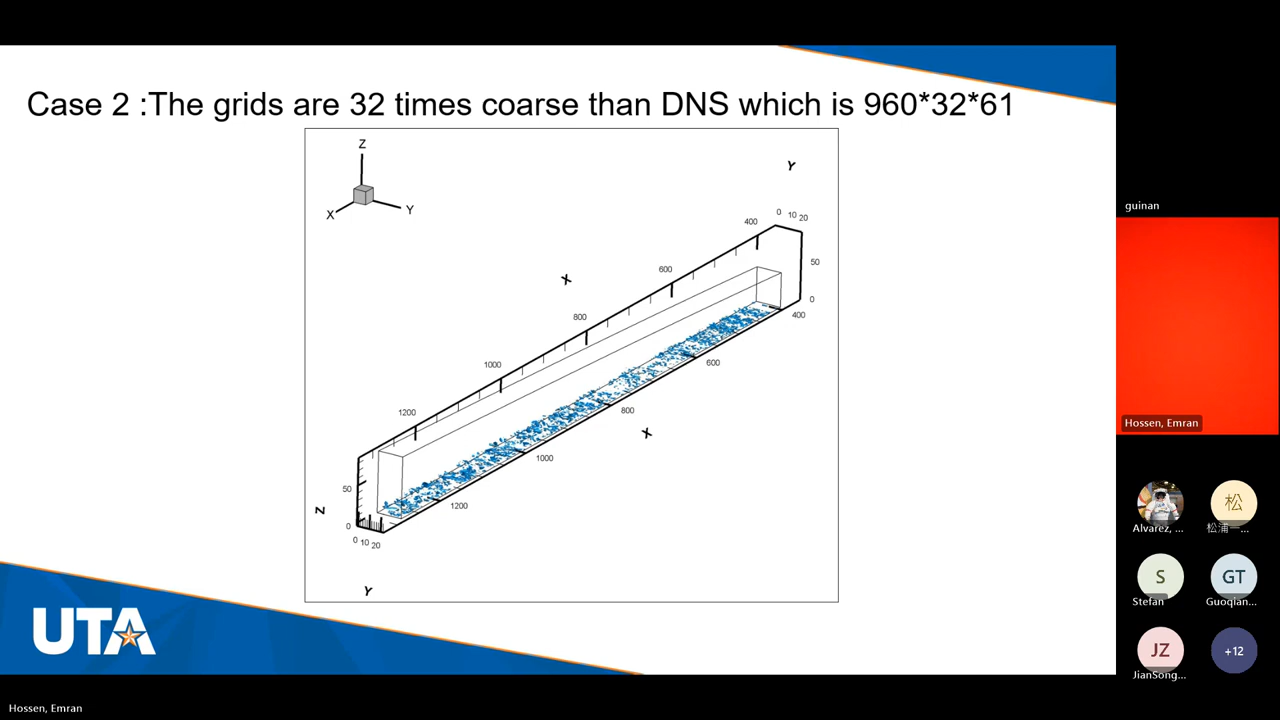 Case 2 :The grids are 32 times coarse than DNS which is 960*32*61
Z
X
Y
Y
0 10 20
400
50
600
X
0
400
800
600
1000
1200
800
X
1000
50
Z
1200
0
0 10 20
Y
UTA
guinan
Hossen, Emran
松
Alvarez, ...
松浦一...
S
GT
Stefan
Guoqian...
JZ
+12
JianSong...
Hossen, Emran